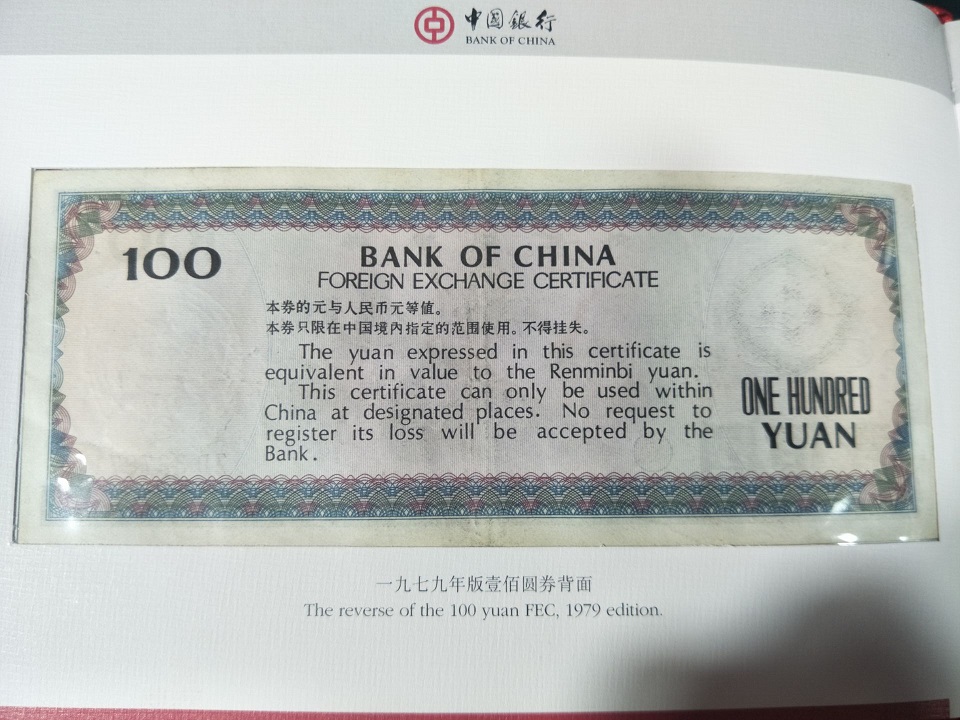 中国銀行
BANK OF CHINA
100
BANK OF CHINA
FOREIGN EXCHANGE CERTIFICATE
本券的元与人民币元等值。
本券只限在中国境内指定的范围使用。不得挂失。
The yuan expressed in this certificate is
equivalent in value to the Renminbi yuan.
This certificate can only be used within
China at designated places. No request to
register its loss will be accepted by the
Bank.
ONE HUNDRED
YUAN
一九七九年版壹佰圆券背面
The reverse of the 100 yuan FEC, 1979 edition.